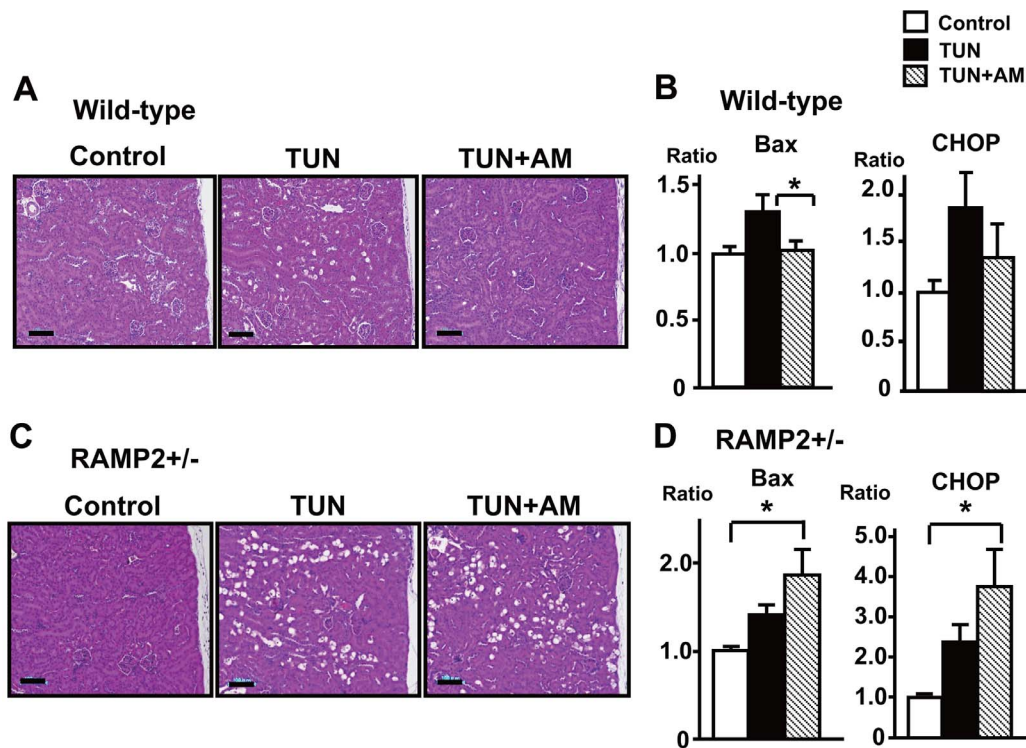 Control
TUN
TUN+AM
A
Wild-type
Control
TUN
TUN+AM
B
Wild-type
Ratio
Bax
*
1.5
1.0
0.5
0
Ratio
CHOP
2.0
1.5
1.0
0.5
0
C
RAMP2+/-
Control
TUN
TUN+AM
D
RAMP2+/-
Ratio
Bax
*
2.0
1.0
0
Ratio
CHOP
*
5.0
4.0
3.0
2.0
1.0
0